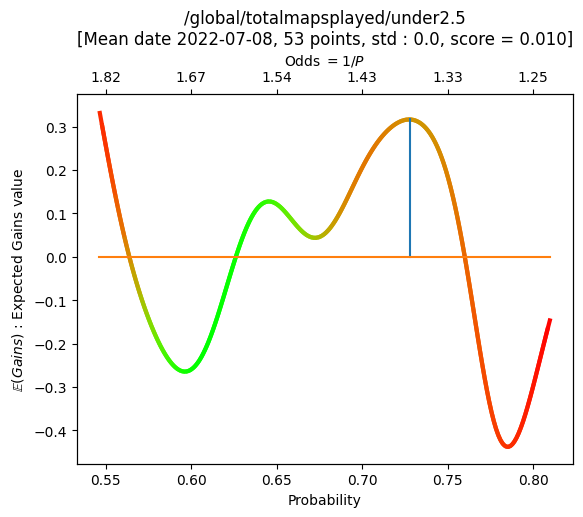 /global/totalmapsplayed/under2.5
[Mean date 2022-07-08, 53 points, std : 0.0, score = 0.010]
Odds = 1/P
1.82 1.67 1.54 1.43 1.33 1.25
𝔼(Gains) : Expected Gains value
0.3
0.2
0.1
0.0
−0.1
−0.2
−0.3
−0.4
0.55 0.60 0.65 0.70 0.75 0.80
Probability